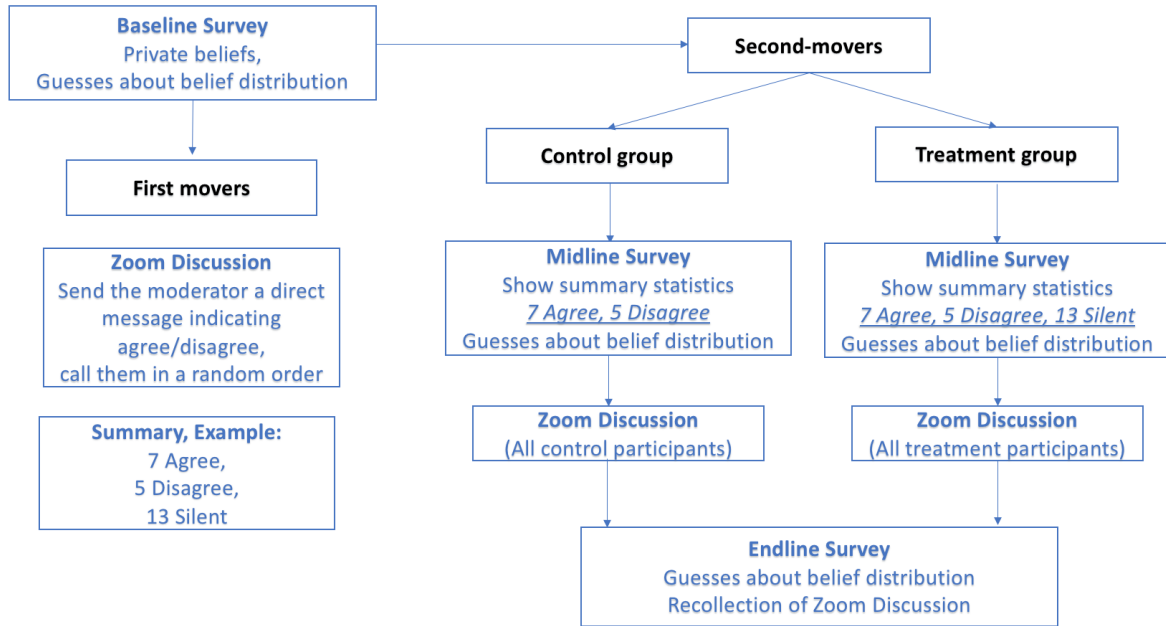 Baseline Survey
Private beliefs,
Guesses about belief distribution
Second-movers
First movers
Control group
Treatment group
Zoom Discussion
Send the moderator a direct
message indicating
agree/disagree,
call them in a random order
Summary, Example:
7 Agree,
5 Disagree,
13 Silent
Midline Survey
Show summary statistics
7 Agree, 5 Disagree
Guesses about belief distribution
Midline Survey
Show summary statistics
7 Agree, 5 Disagree, 13 Silent
Guesses about belief distribution
Zoom Discussion
(All control participants)
Zoom Discussion
(All treatment participants)
Endline Survey
Guesses about belief distribution
Recollection of Zoom Discussion